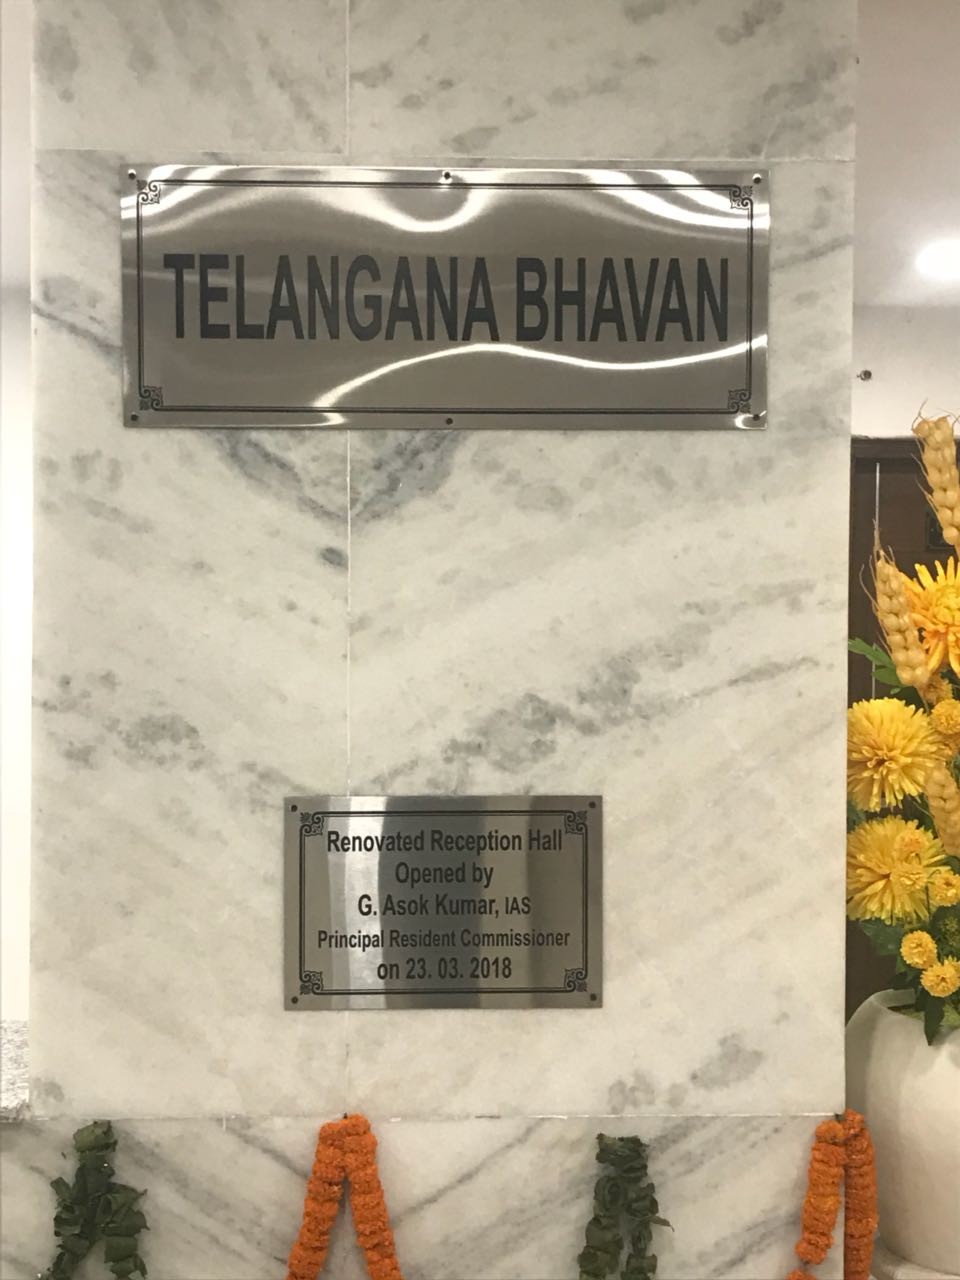 TELANGANA BHAVAN
Renovated Reception Hall
Opened by
G. Asok Kumar, IAS
Principal Resident Commissioner
on 23. 03. 2018